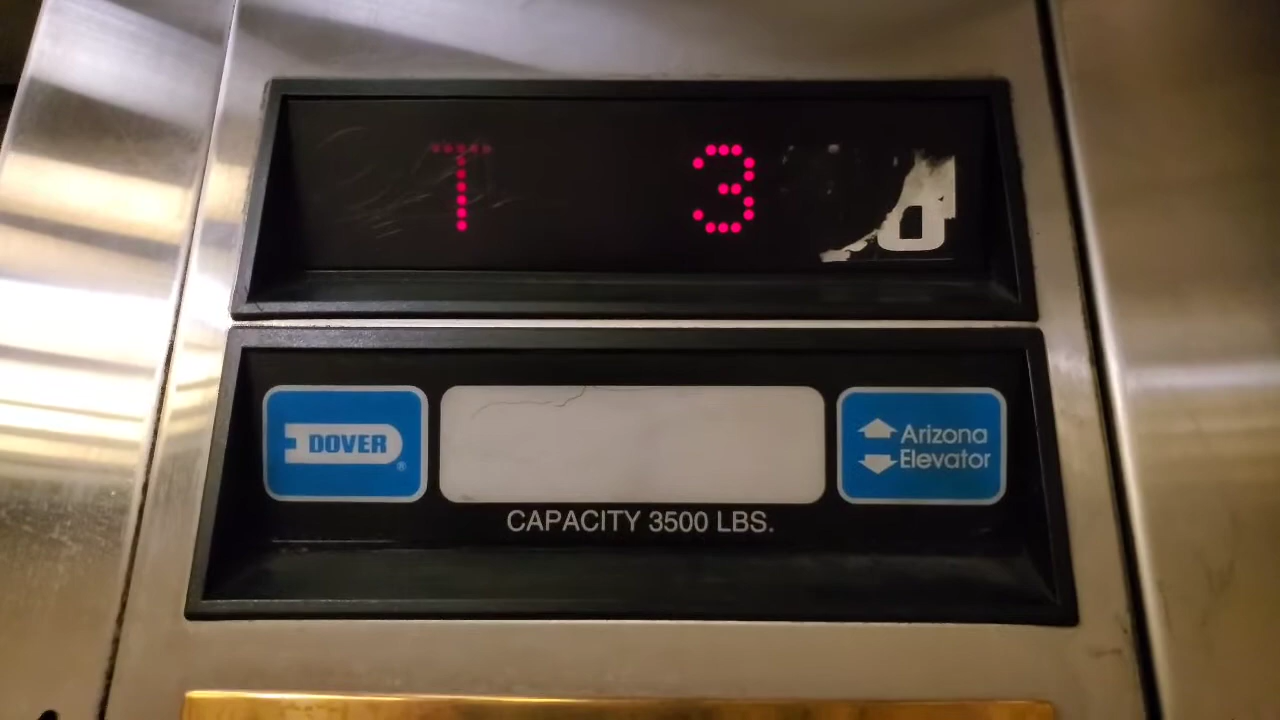 T 3
DOVER®
Arizona
Elevator
CAPACITY 3500 LBS.